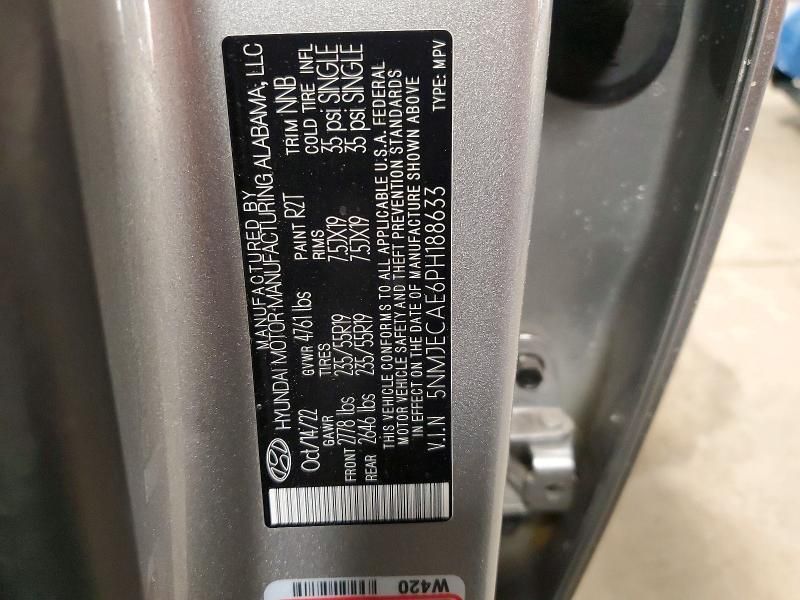 MANUFACTURED BY
HYUNDAI MOTOR MANUFACTURING ALABAMA, LLC
Oct/14/22 GVWR 4761 lbs PAINT R2T TRIM NNB
GAWR TIRES RIMS COLD TIRE INFL
FRONT 2778 lbs 235/55R19 7.5JX19 35 psi SINGLE
REAR 2646 lbs 235/55R19 7.5JX19 35 psi SINGLE
THIS VEHICLE CONFORMS TO ALL APPLICABLE U.S.A. FEDERAL
MOTOR VEHICLE SAFETY AND THEFT PREVENTION STANDARDS
IN EFFECT ON THE DATE OF MANUFACTURE SHOWN ABOVE
V.I.N 5NMJECAE6PH188633 TYPE: MPV
W420